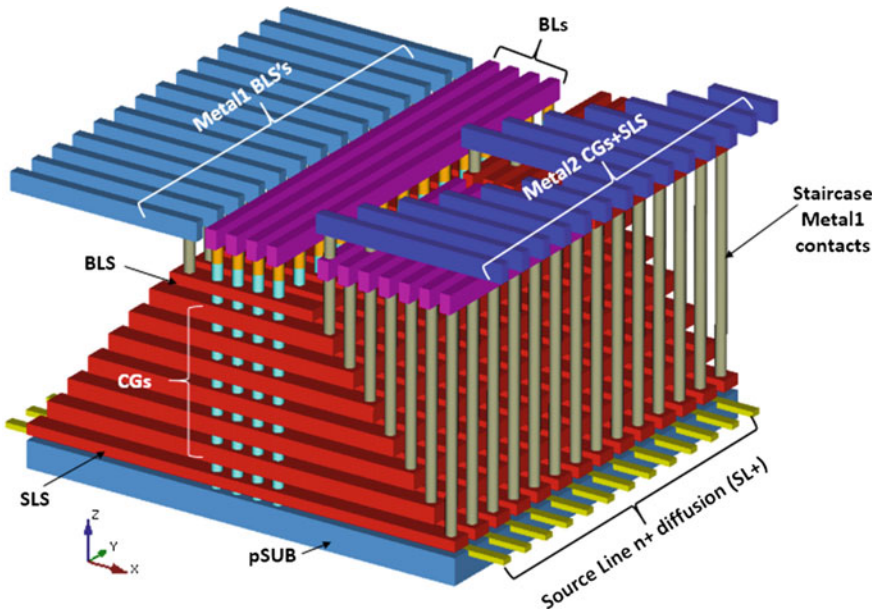 BLs
Metal1 BLS's
Metal2 CGs+SLS
Staircase
Metal1
contacts
BLS
CGs
SLS
pSUB
Source Line n+ diffusion (SL+)
Z
Y
X